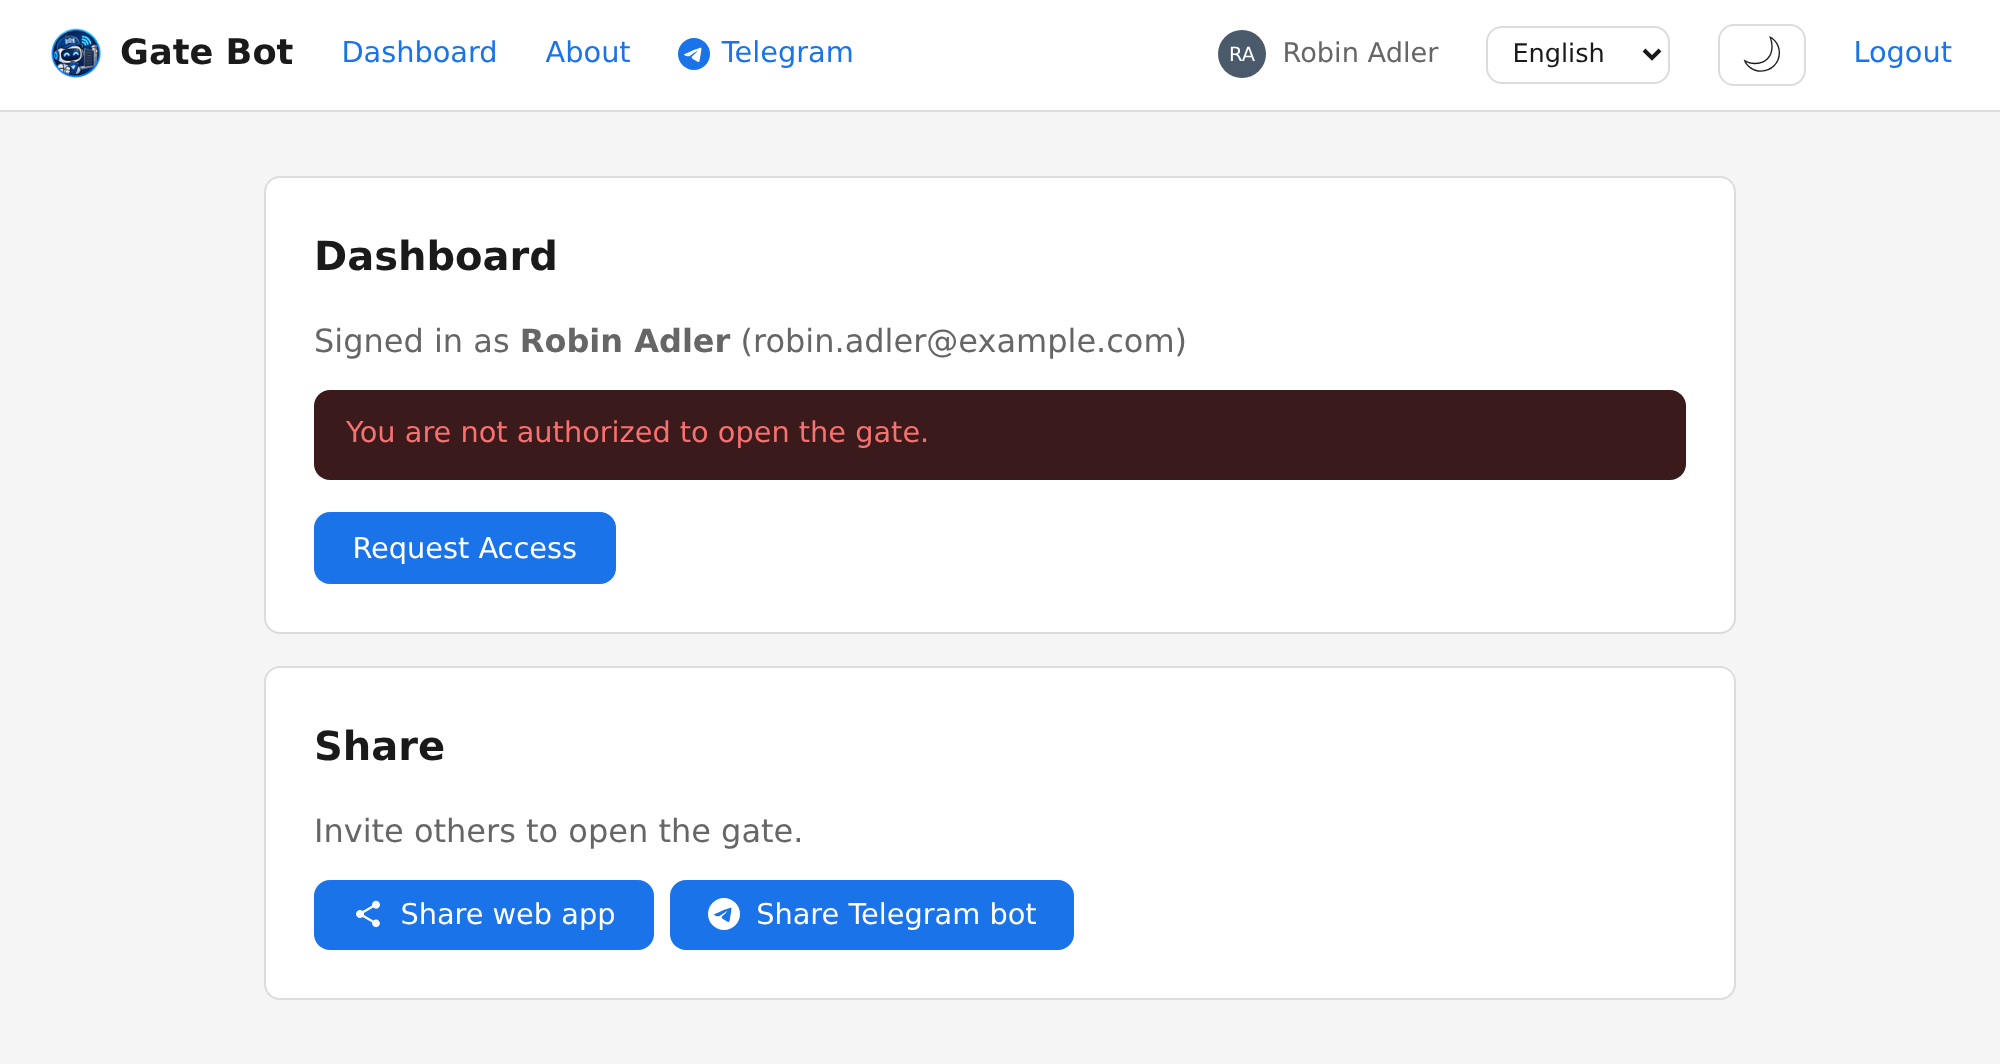 Gate Bot Dashboard About Telegram RA Robin Adler English Logout
Dashboard
Signed in as Robin Adler (robin.adler@example.com)
You are not authorized to open the gate.
Request Access
Share
Invite others to open the gate.
Share web app Share Telegram bot